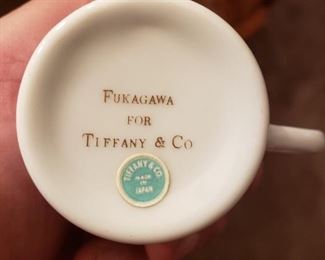 FUKAGAWA
FOR
TIFFANY & CO
TIFFANY & CO.
MADE
IN
JAPAN